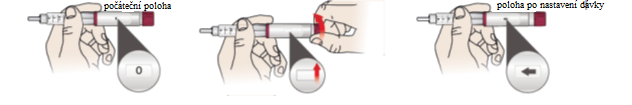 počáteční poloha
poloha po nastavení dávky
0